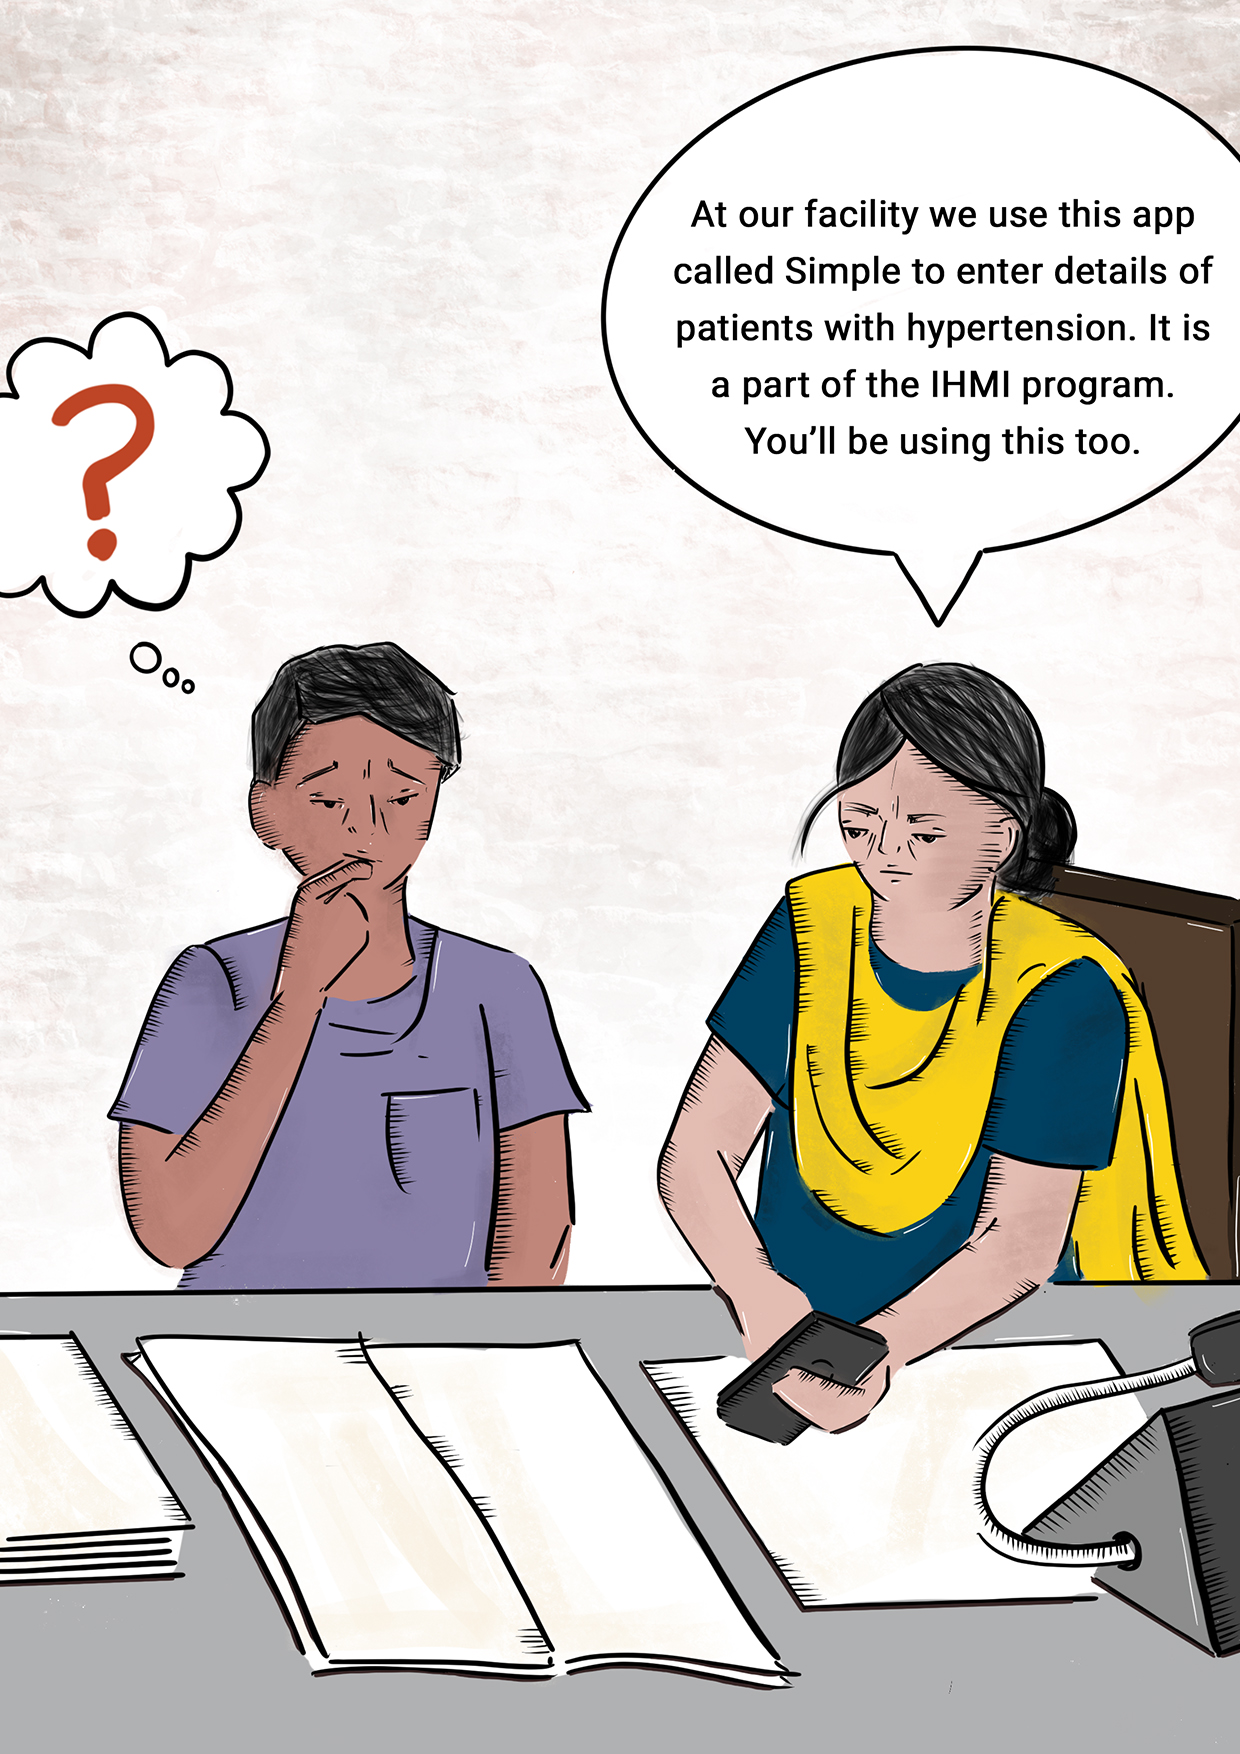 ?
At our facility we use this app
called Simple to enter details of
patients with hypertension. It is
a part of the IHMI program.
You’ll be using this too.